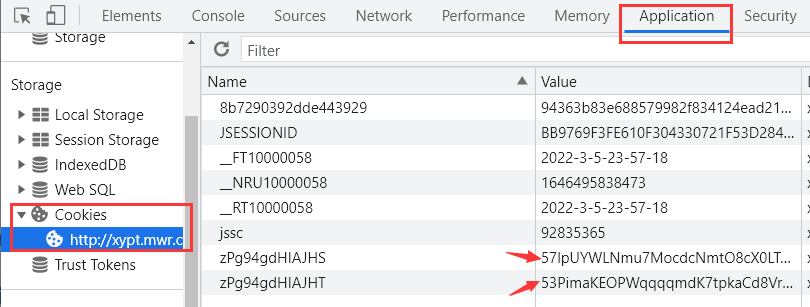 Elements Console Sources Network Performance Memory Application Security
Storage
Filter
Storage
Name Value
Local Storage
8b7290392dde443929 94363b83e688579982f834124ead21...
Session Storage
JSESSIONID BB9769F3FE610F304330721F53D284...
IndexedDB
__FT10000058 2022-3-5-23-57-18
Web SQL
__NRU10000058 1646495838473
Cookies
__RT10000058 2022-3-5-23-57-18
http://xypt.mwr.c
jssc 92835365
Trust Tokens
zPg94gdHIAJHS 57IpUYWLNmu7MocdcNmtO8cX0LT...
zPg94gdHIAJHT 53PimaKEOPWqqqqmdK7tpkaCd8Vr...